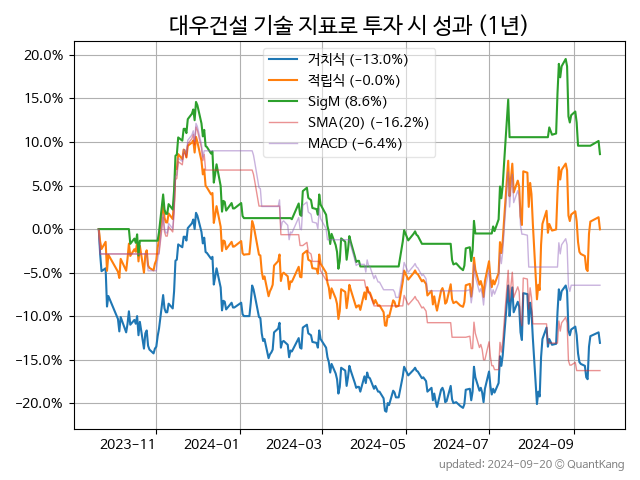 대우건설 기술 지표로 투자 시 성과 (1년)
20.0%
15.0%
10.0%
5.0%
0.0%
−5.0%
−10.0%
−15.0%
−20.0%
거치식 (−13.0%)
적립식 (−0.0%)
SigM (8.6%)
SMA(20) (−16.2%)
MACD (−6.4%)
2023-11 2024-01 2024-03 2024-05 2024-07 2024-09
updated: 2024-09-20 © QuantKang